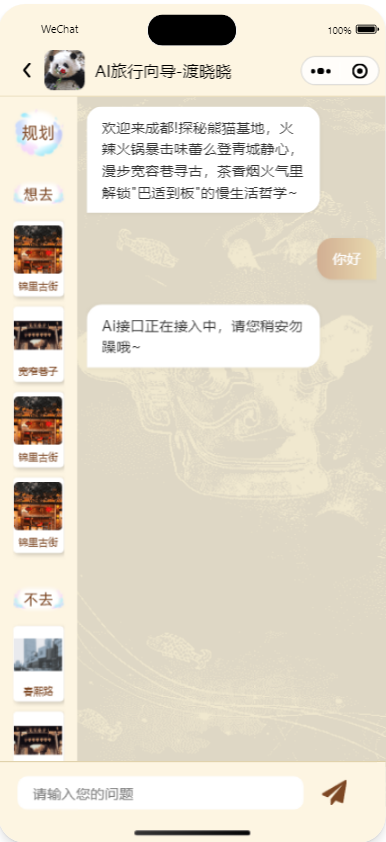 WeChat
100%
AI旅行向导-渡晓晓
规划
想去
锦里古街
宽窄巷子
锦里古街
锦里古街
不去
春熙路
欢迎来成都!探秘熊猫基地，火
辣火锅暴击味蕾么登青城静心，
漫步宽窄巷寻古，茶香烟火气里
解锁"巴适到板"的慢生活哲学~
你好
Ai接口正在接入中，请您稍安勿
躁哦~
请输入您的问题